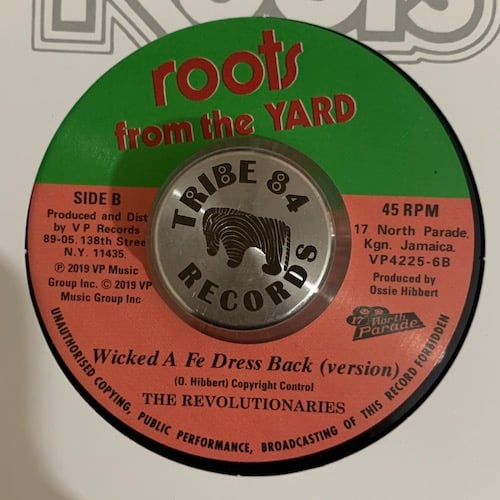 ROOTS
roots
from the YARD
SIDE B
Produced and Dist
by V P Records
89-05. 138th Stree
N.Y. 11435.
℗ 2019 VP Music
Group Inc. © 2019 VP
Music Group Inc
TRIBE 84
RECORDS
45 RPM
17 North Parade,
Kgn. Jamaica.
VP4225-6B
Produced by
Ossie Hibbert
17 North
Parade
Wicked A Fe Dress Back (version)
(O. Hibbert) Copyright Control
THE REVOLUTIONARIES
UNAUTHORISED COPYING, PUBLIC PERFORMANCE, BROADCASTING OF THIS RECORD FORBIDDEN